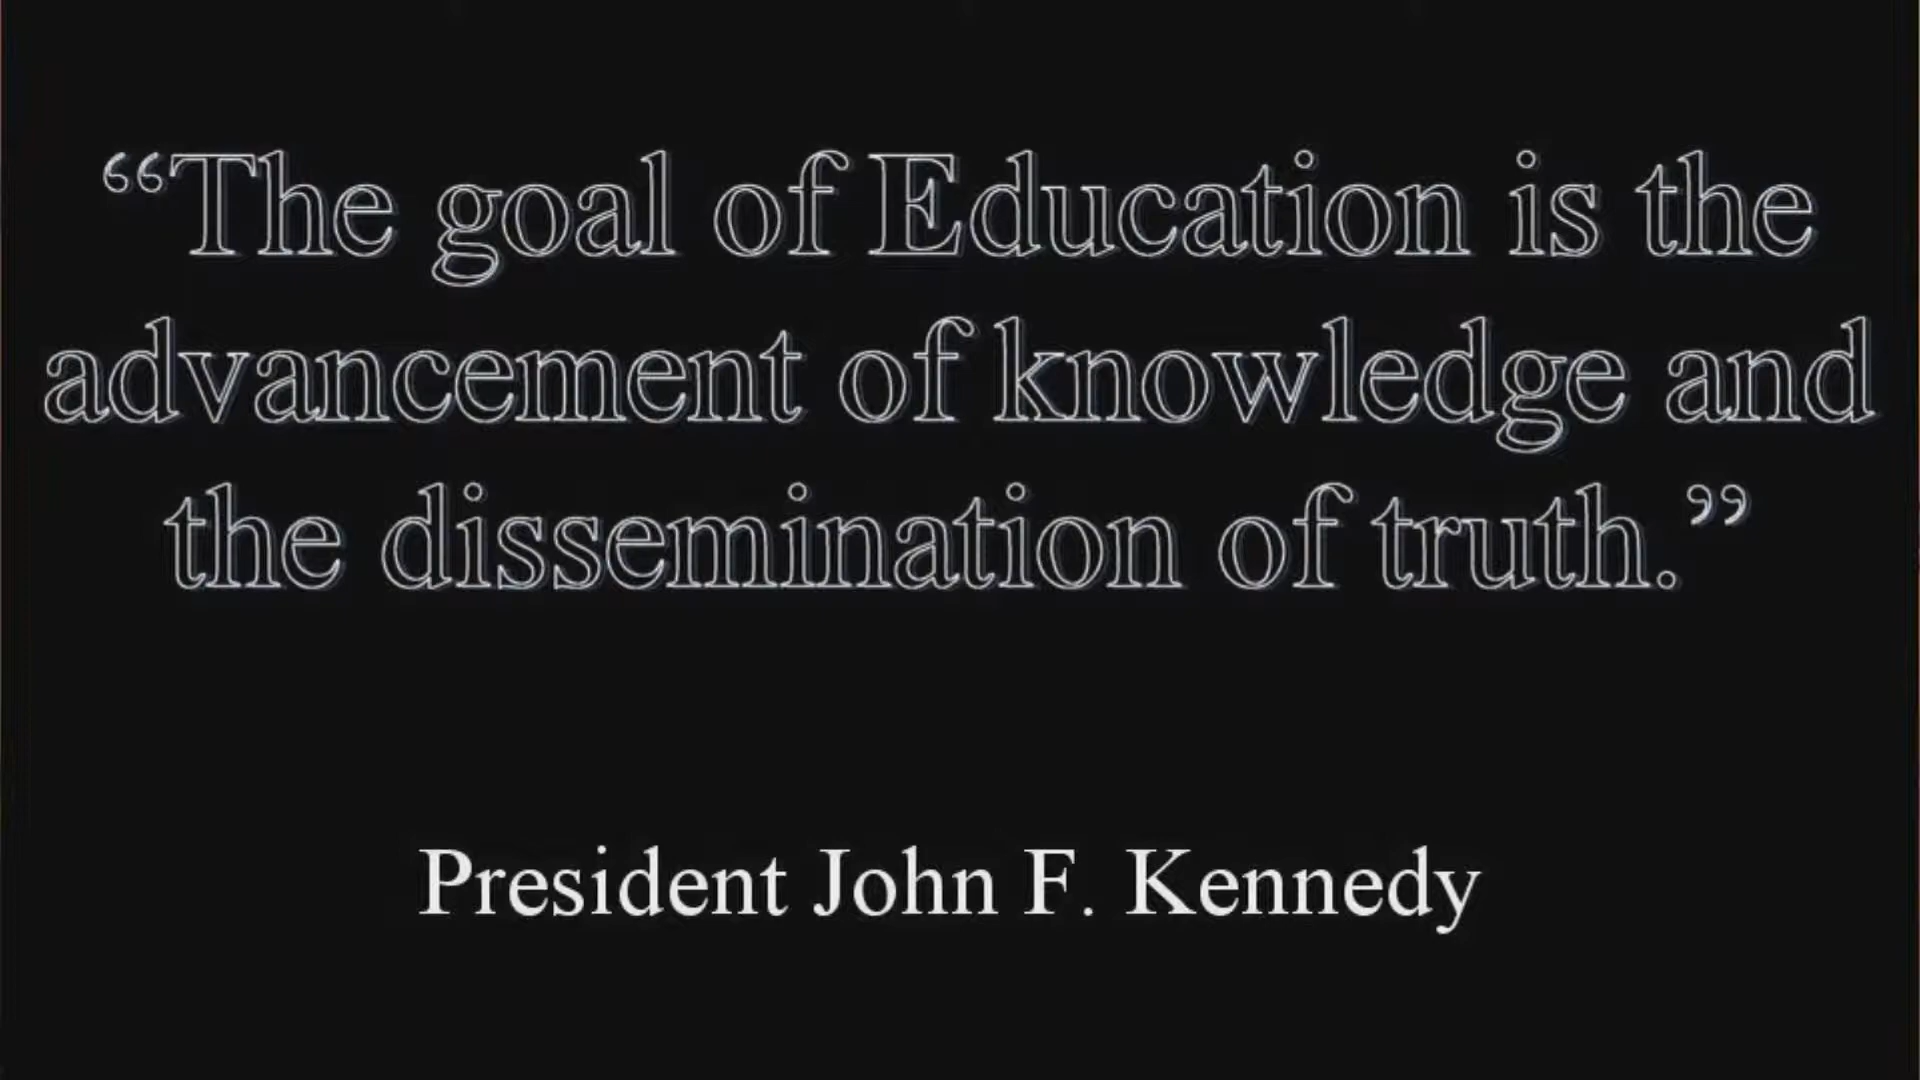 “The goal of Education is the
advancement of knowledge and
the dissemination of truth.”
President John F. Kennedy